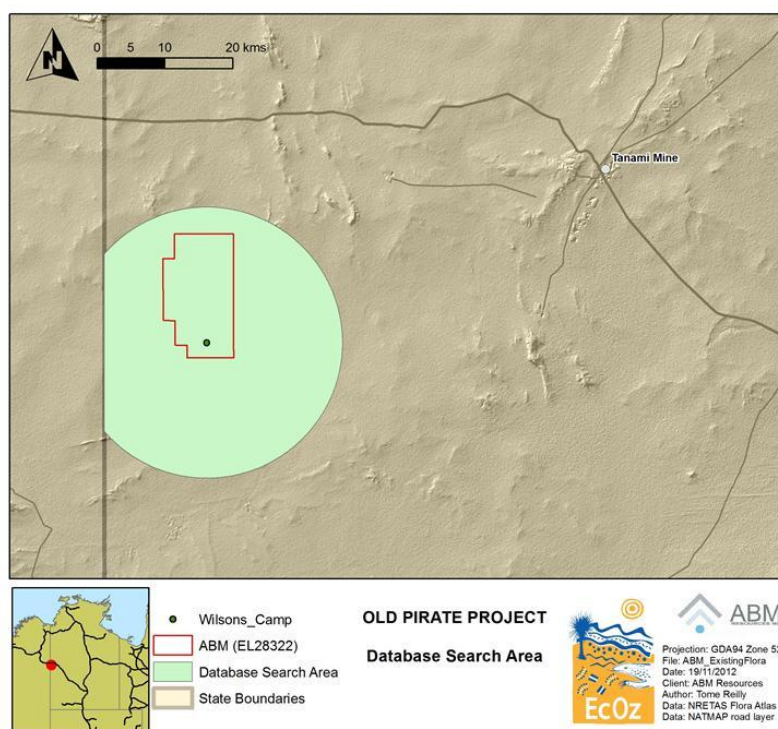 N
0 5 10 20 kms
Tanami Mine
Wilsons_Camp
ABM (EL28322)
Database Search Area
State Boundaries
OLD PIRATE PROJECT
Database Search Area
EcOz
ABM
Projection: GDA94 Zone 52
File: ABM_ExistingFlora
Date: 19/11/2012
Client: ABM Resources
Author: Tome Reilly
Data: NRETAS Flora Atlas
Data: NATMAP road layer